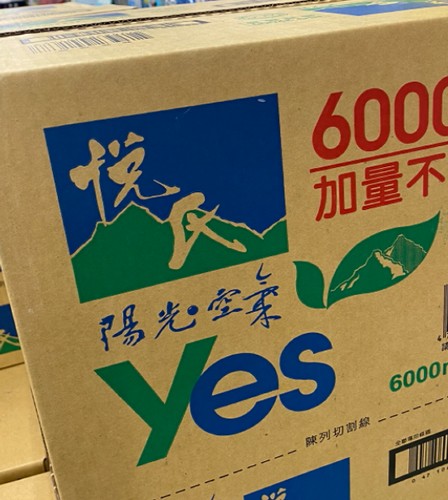 6000
加量不
悅氏
陽光•空氣
yes
6000m
陳列切割線